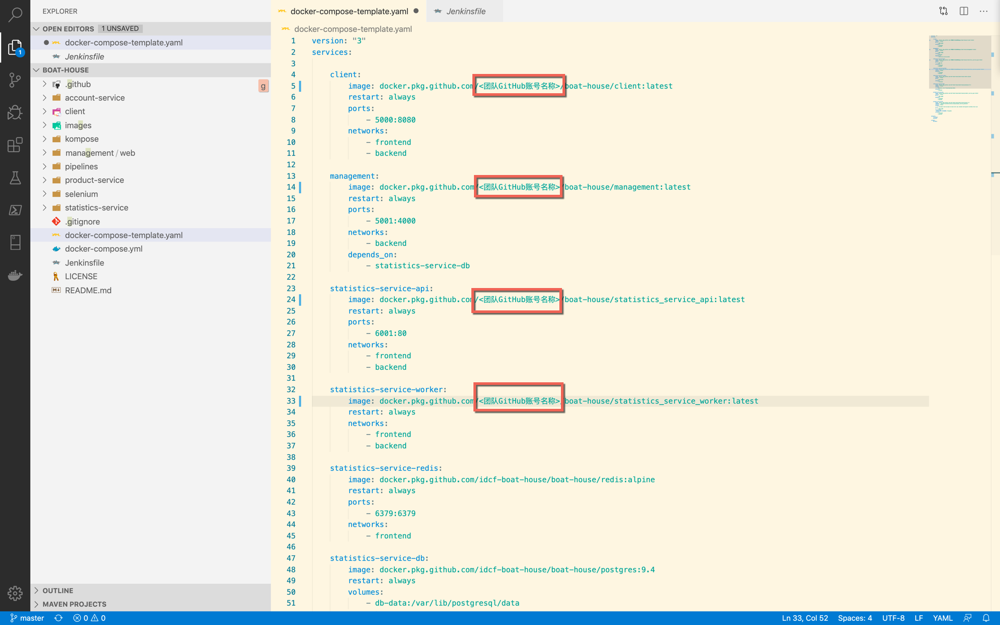 EXPLORER
OPEN EDITORS 1 UNSAVED
docker-compose-template.yaml
Jenkinsfile
BOAT-HOUSE
.github g
account-service
client
images
kompose
management / web
pipelines
product-service
selenium
statistics-service
.gitignore
docker-compose-template.yaml
docker-compose.yml
Jenkinsfile
LICENSE
README.md
OUTLINE
MAVEN PROJECTS
1
docker-compose-template.yaml
Jenkinsfile
docker-compose-template.yaml
1 version: "3"
2 services:
3
4 client:
5 image: docker.pkg.github.com/<团队GitHub账号名称>/boat-house/client:latest
6 restart: always
7 ports:
8 - 5000:8080
9 networks:
10 - frontend
11 - backend
12
13 management:
14 image: docker.pkg.github.com/<团队GitHub账号名称>/boat-house/management:latest
15 restart: always
16 ports:
17 - 5001:4000
18 networks:
19 - backend
20 depends_on:
21 - statistics-service-db
22
23 statistics-service-api:
24 image: docker.pkg.github.com/<团队GitHub账号名称>/boat-house/statistics_service_api:latest
25 restart: always
26 ports:
27 - 6001:80
28 networks:
29 - frontend
30 - backend
31
32 statistics-service-worker:
33 image: docker.pkg.github.com/<团队GitHub账号名称>/boat-house/statistics_service_worker:latest
34 restart: always
35 networks:
36 - frontend
37 - backend
38
39 statistics-service-redis:
40 image: docker.pkg.github.com/idcf-boat-house/boat-house/redis:alpine
41 restart: always
42 ports:
43 - 6379:6379
44 networks:
45 - frontend
46
47 statistics-service-db:
48 image: docker.pkg.github.com/idcf-boat-house/boat-house/postgres:9.4
49 restart: always
50 volumes:
51 - db-data:/var/lib/postgresql/data
master 0 0 Ln 33, Col 52 Spaces: 4 UTF-8 LF YAML